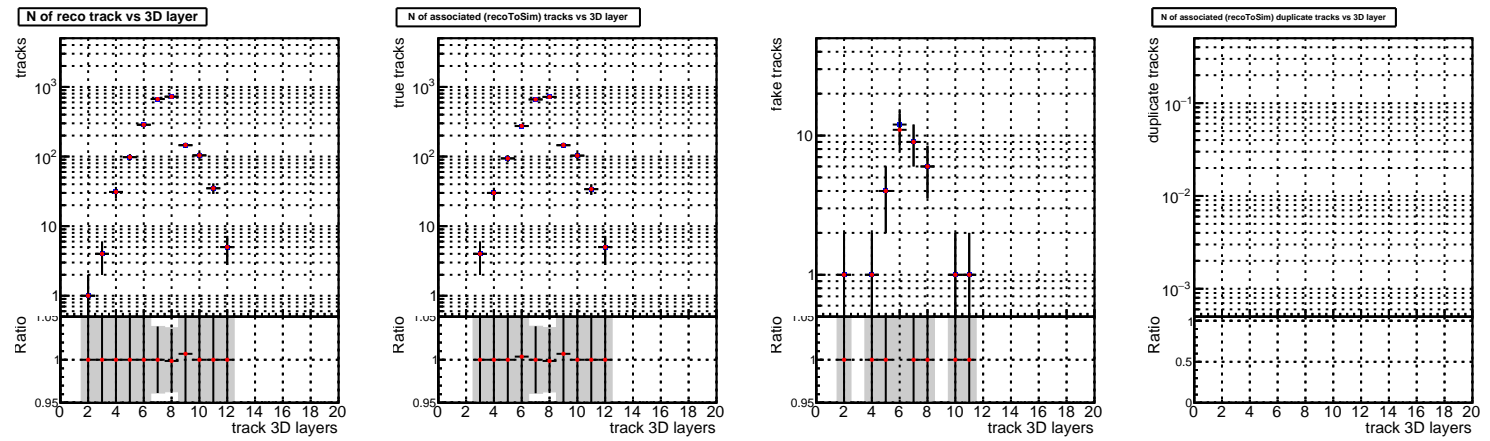 N of reco track vs 3D layer
tracks
10³
10²
10
1
Ratio
1.05
1
0.95
0 2 4 6 8 10 12 14 16 18 20
track 3D layers
N of associated (recoToSim) tracks vs 3D layer
true tracks
10³
10²
10
1
Ratio
1.05
1
0.95
0 2 4 6 8 10 12 14 16 18 20
track 3D layers
fake tracks
10
1
Ratio
1.05
1
0.95
0 2 4 6 8 10 12 14 16 18 20
track 3D layers
N of associated (recoToSim) duplicate tracks vs 3D layer
duplicate tracks
10⁻¹
10⁻²
10⁻³
Ratio
1
0.5
0
0 2 4 6 8 10 12 14 16 18 20
track 3D layers